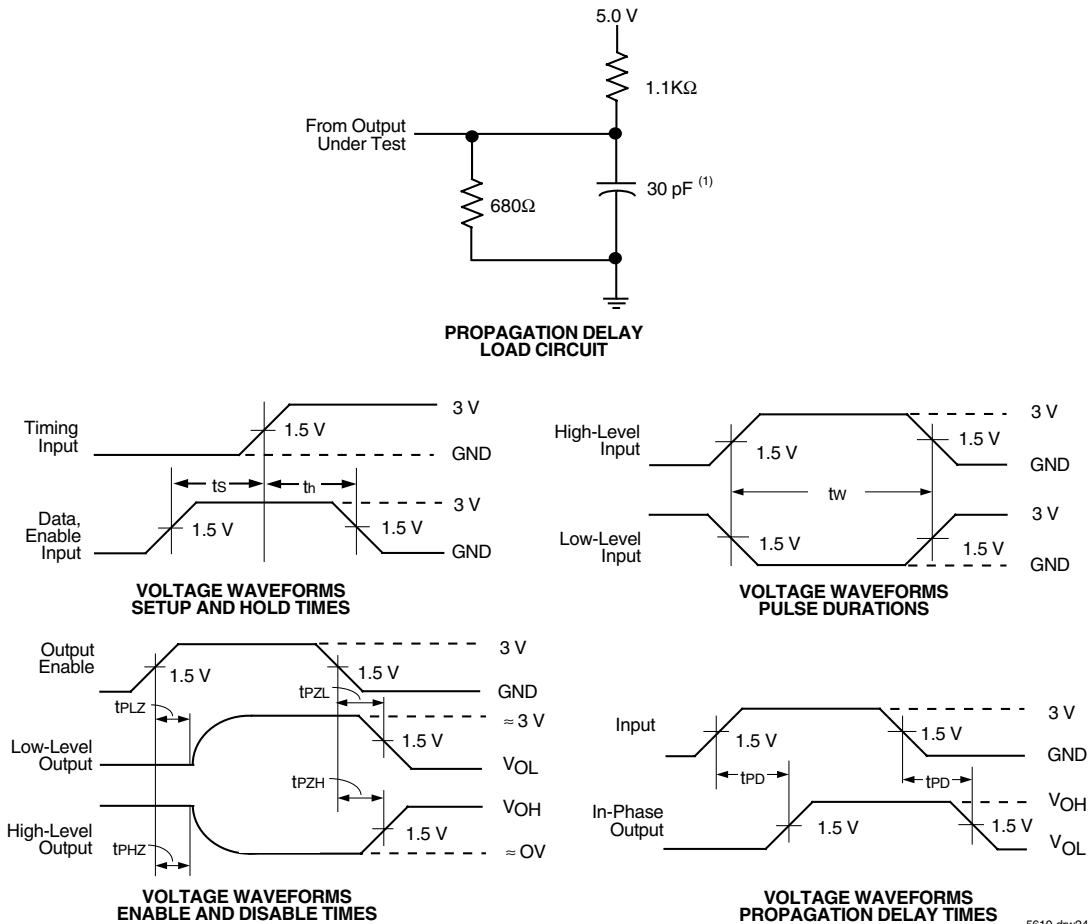 5.0 V
1.1KΩ
From Output
Under Test
30 pF (1)
680Ω
PROPAGATION DELAY
LOAD CIRCUIT
Timing
Input
3 V
1.5 V
GND
tS
th
Data,
Enable
Input
3 V
1.5 V
1.5 V
GND
VOLTAGE WAVEFORMS
SETUP AND HOLD TIMES
High-Level
Input
3 V
1.5 V
1.5 V
GND
tW
Low-Level
Input
3 V
1.5 V
1.5 V
GND
VOLTAGE WAVEFORMS
PULSE DURATIONS
Output
Enable
3 V
1.5 V
1.5 V
GND
tPLZ
tPZL
Low-Level
Output
≈ 3 V
1.5 V
VOL
tPZH
High-Level
Output
VOH
1.5 V
≈ OV
tPHZ
VOLTAGE WAVEFORMS
ENABLE AND DISABLE TIMES
Input
3 V
1.5 V
1.5 V
GND
tPD
tPD
In-Phase
Output
VOH
1.5 V
1.5 V
VOL
VOLTAGE WAVEFORMS
PROPAGATION DELAY TIMES